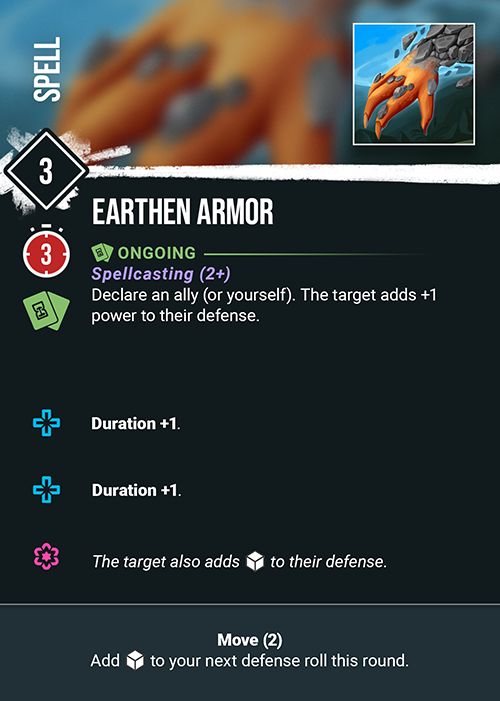 SPELL
3
EARTHEN ARMOR
3
ONGOING
Spellcasting (2+)
Declare an ally (or yourself). The target adds +1
power to their defense.
Duration +1.
Duration +1.
The target also adds to their defense.
Move (2)
Add to your next defense roll this round.